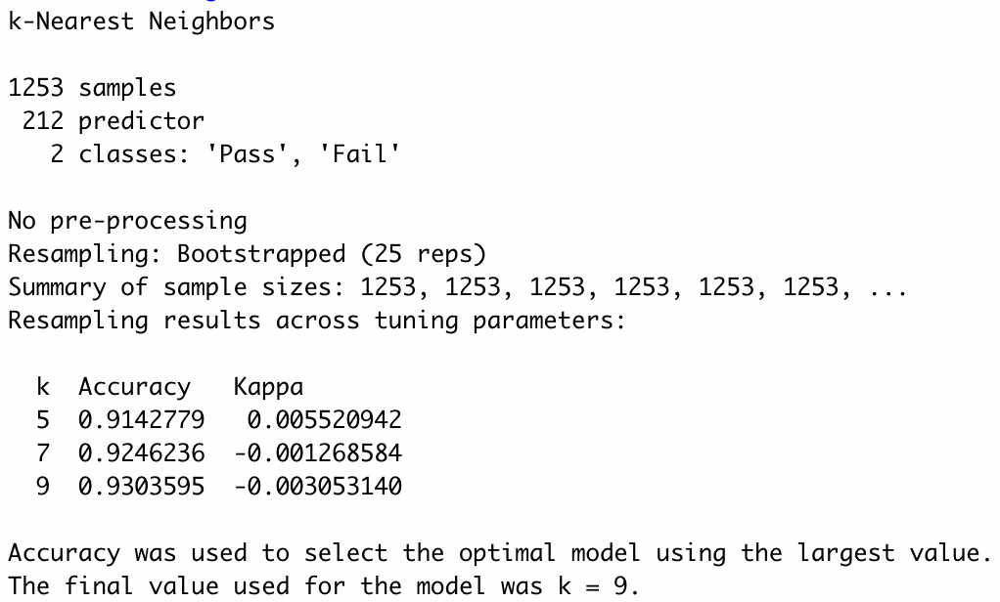 k-Nearest Neighbors
1253 samples
212 predictor
2 classes: 'Pass', 'Fail'
No pre-processing
Resampling: Bootstrapped (25 reps)
Summary of sample sizes: 1253, 1253, 1253, 1253, 1253, 1253, ...
Resampling results across tuning parameters:
k Accuracy Kappa
5 0.9142779 0.005520942
7 0.9246236 -0.001268584
9 0.9303595 -0.003053140
Accuracy was used to select the optimal model using the largest value.
The final value used for the model was k = 9.